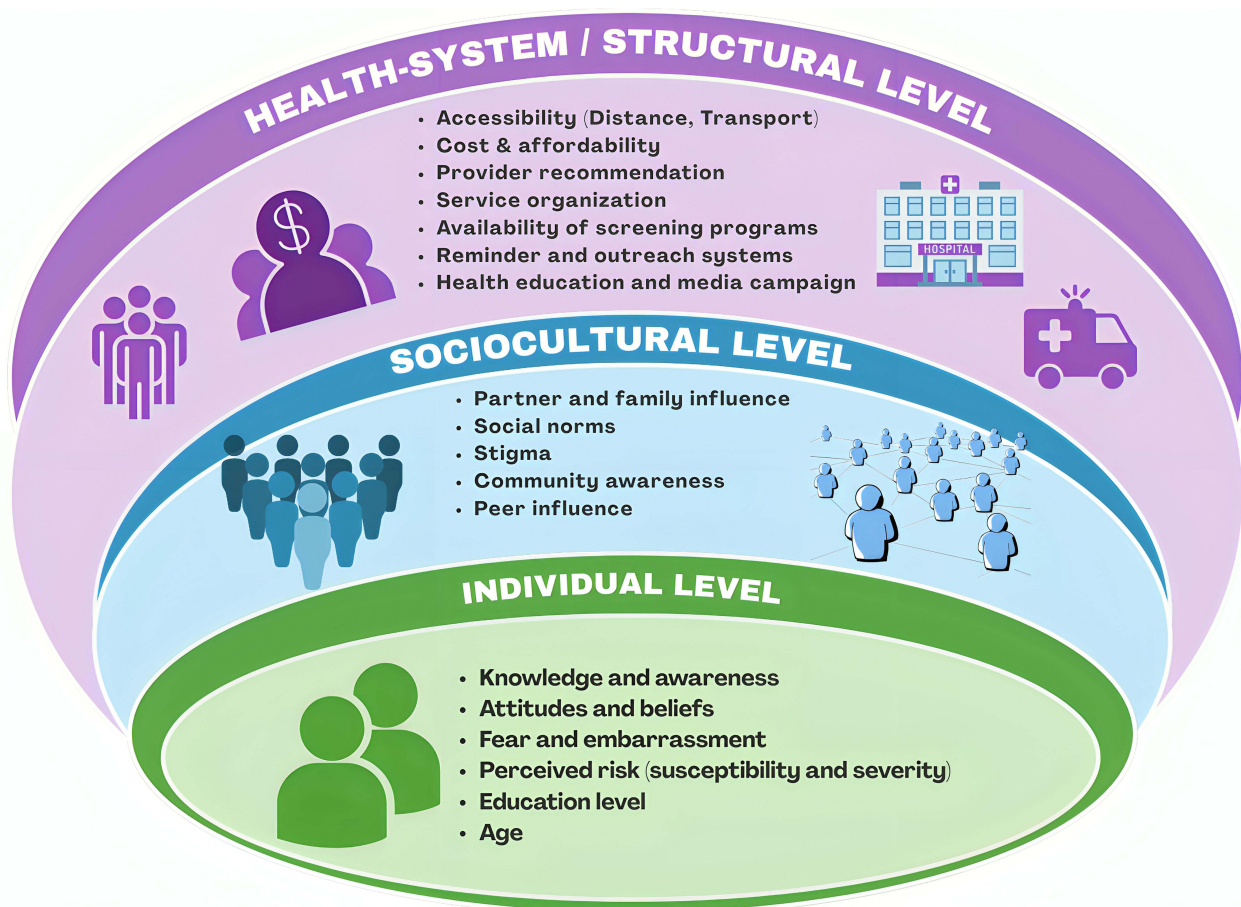 HEALTH-SYSTEM / STRUCTURAL LEVEL
• Accessibility (Distance, Transport)
• Cost & affordability
• Provider recommendation
• Service organization
• Availability of screening programs
• Reminder and outreach systems
• Health education and media campaign
$
HOSPITAL
SOCIOCULTURAL LEVEL
• Partner and family influence
• Social norms
• Stigma
• Community awareness
• Peer influence
INDIVIDUAL LEVEL
• Knowledge and awareness
• Attitudes and beliefs
• Fear and embarrassment
• Perceived risk (susceptibility and severity)
• Education level
• Age